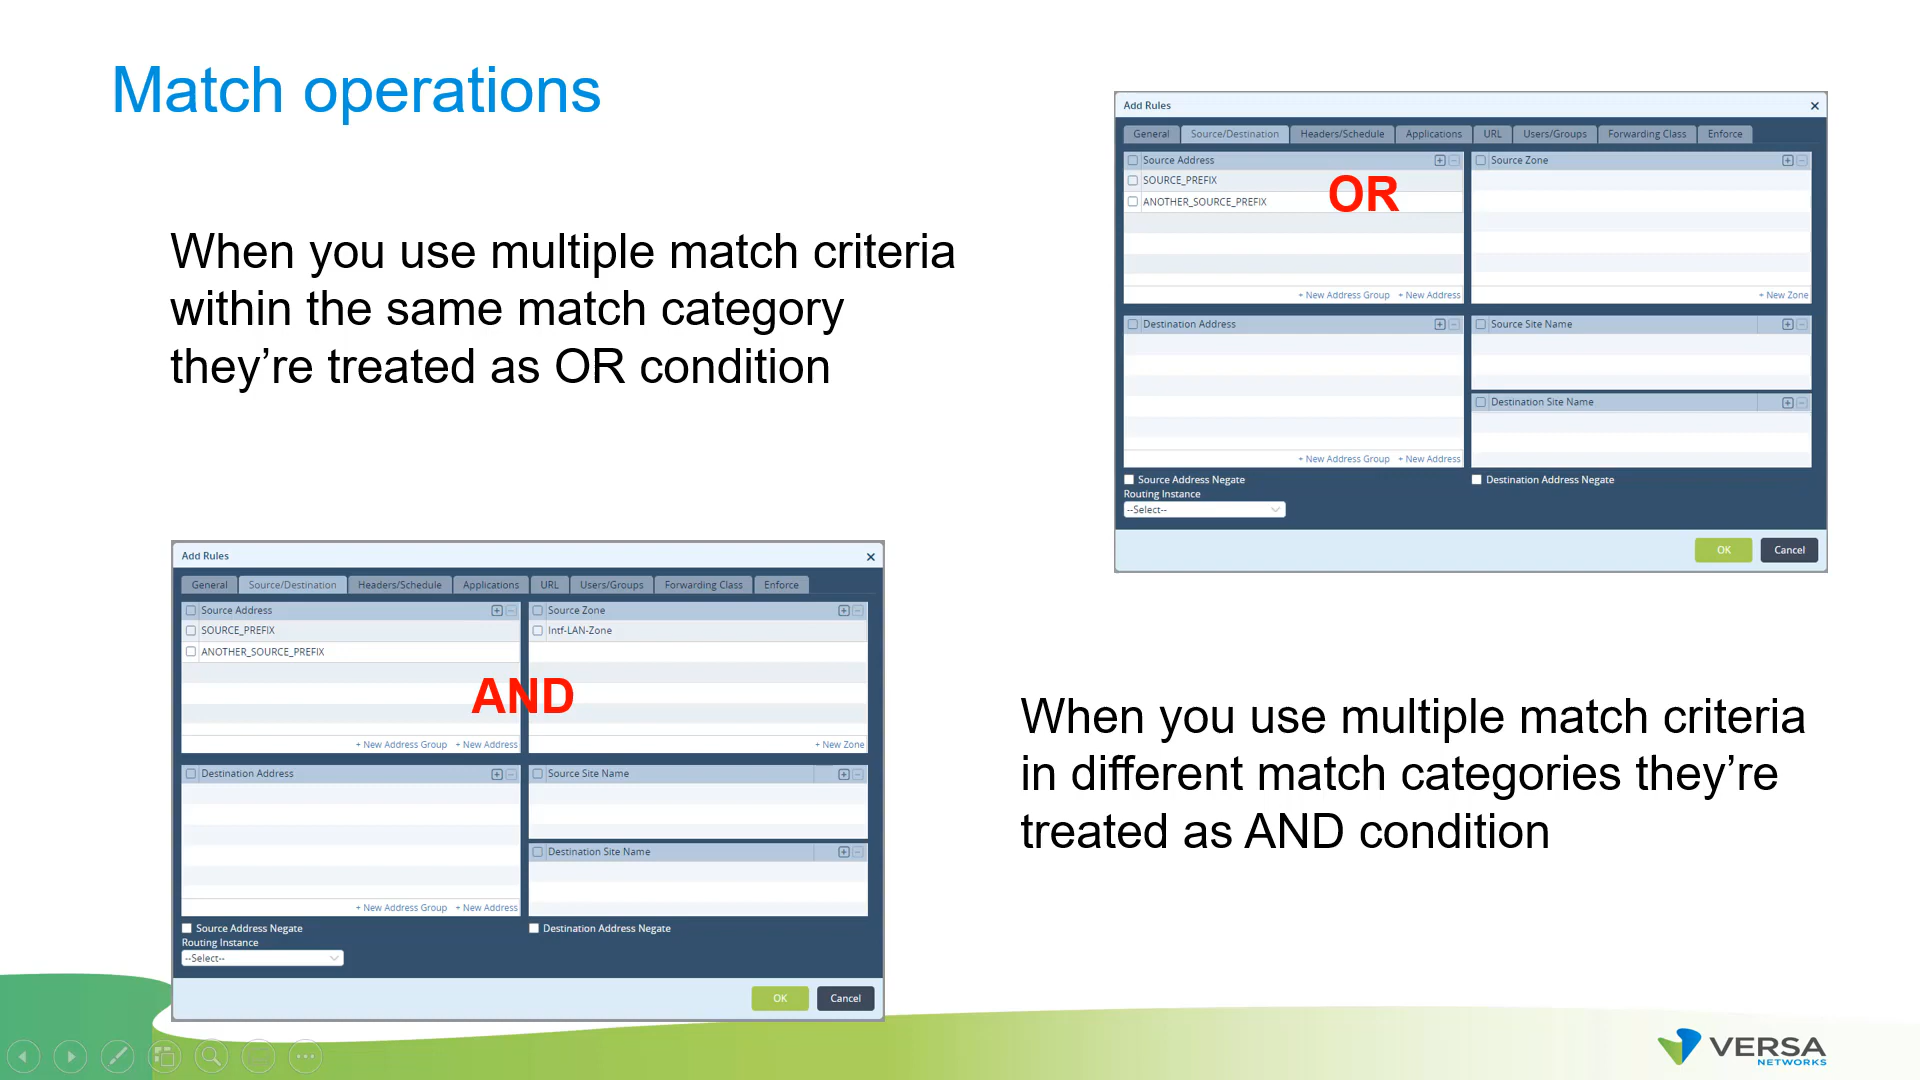 Match operations
When you use multiple match criteria
within the same match category
they’re treated as OR condition
Add Rules
General Source/Destination Headers/Schedule Applications URL Users/Groups Forwarding Class Enforce
Source Address
SOURCE_PREFIX
ANOTHER_SOURCE_PREFIX
OR
+ New Address Group + New Address
Source Zone
+ New Zone
Destination Address
+ New Address Group + New Address
Source Site Name
Destination Site Name
Source Address Negate
Destination Address Negate
Routing Instance
--Select--
OK Cancel
Add Rules
General Source/Destination Headers/Schedule Applications URL Users/Groups Forwarding Class Enforce
Source Address
SOURCE_PREFIX
ANOTHER_SOURCE_PREFIX
+ New Address Group + New Address
Source Zone
Intf-LAN-Zone
AND
+ New Zone
Destination Address
+ New Address Group + New Address
Source Site Name
Destination Site Name
Source Address Negate
Destination Address Negate
Routing Instance
--Select--
OK Cancel
When you use multiple match criteria
in different match categories they’re
treated as AND condition
VERSA
NETWORKS